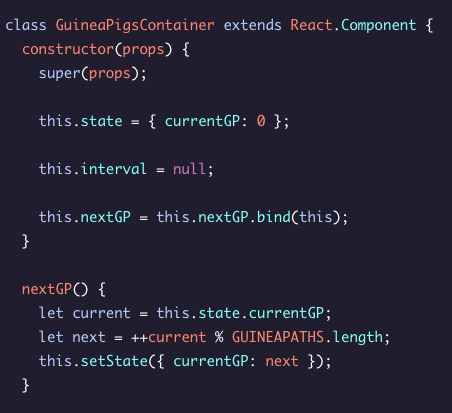 class GuineaPigsContainer extends React.Component {
  constructor(props) {
    super(props);

    this.state = { currentGP: 0 };

    this.interval = null;

    this.nextGP = this.nextGP.bind(this);
  }

  nextGP() {
    let current = this.state.currentGP;
    let next = ++current % GUINEAPATHS.length;
    this.setState({ currentGP: next });
  }